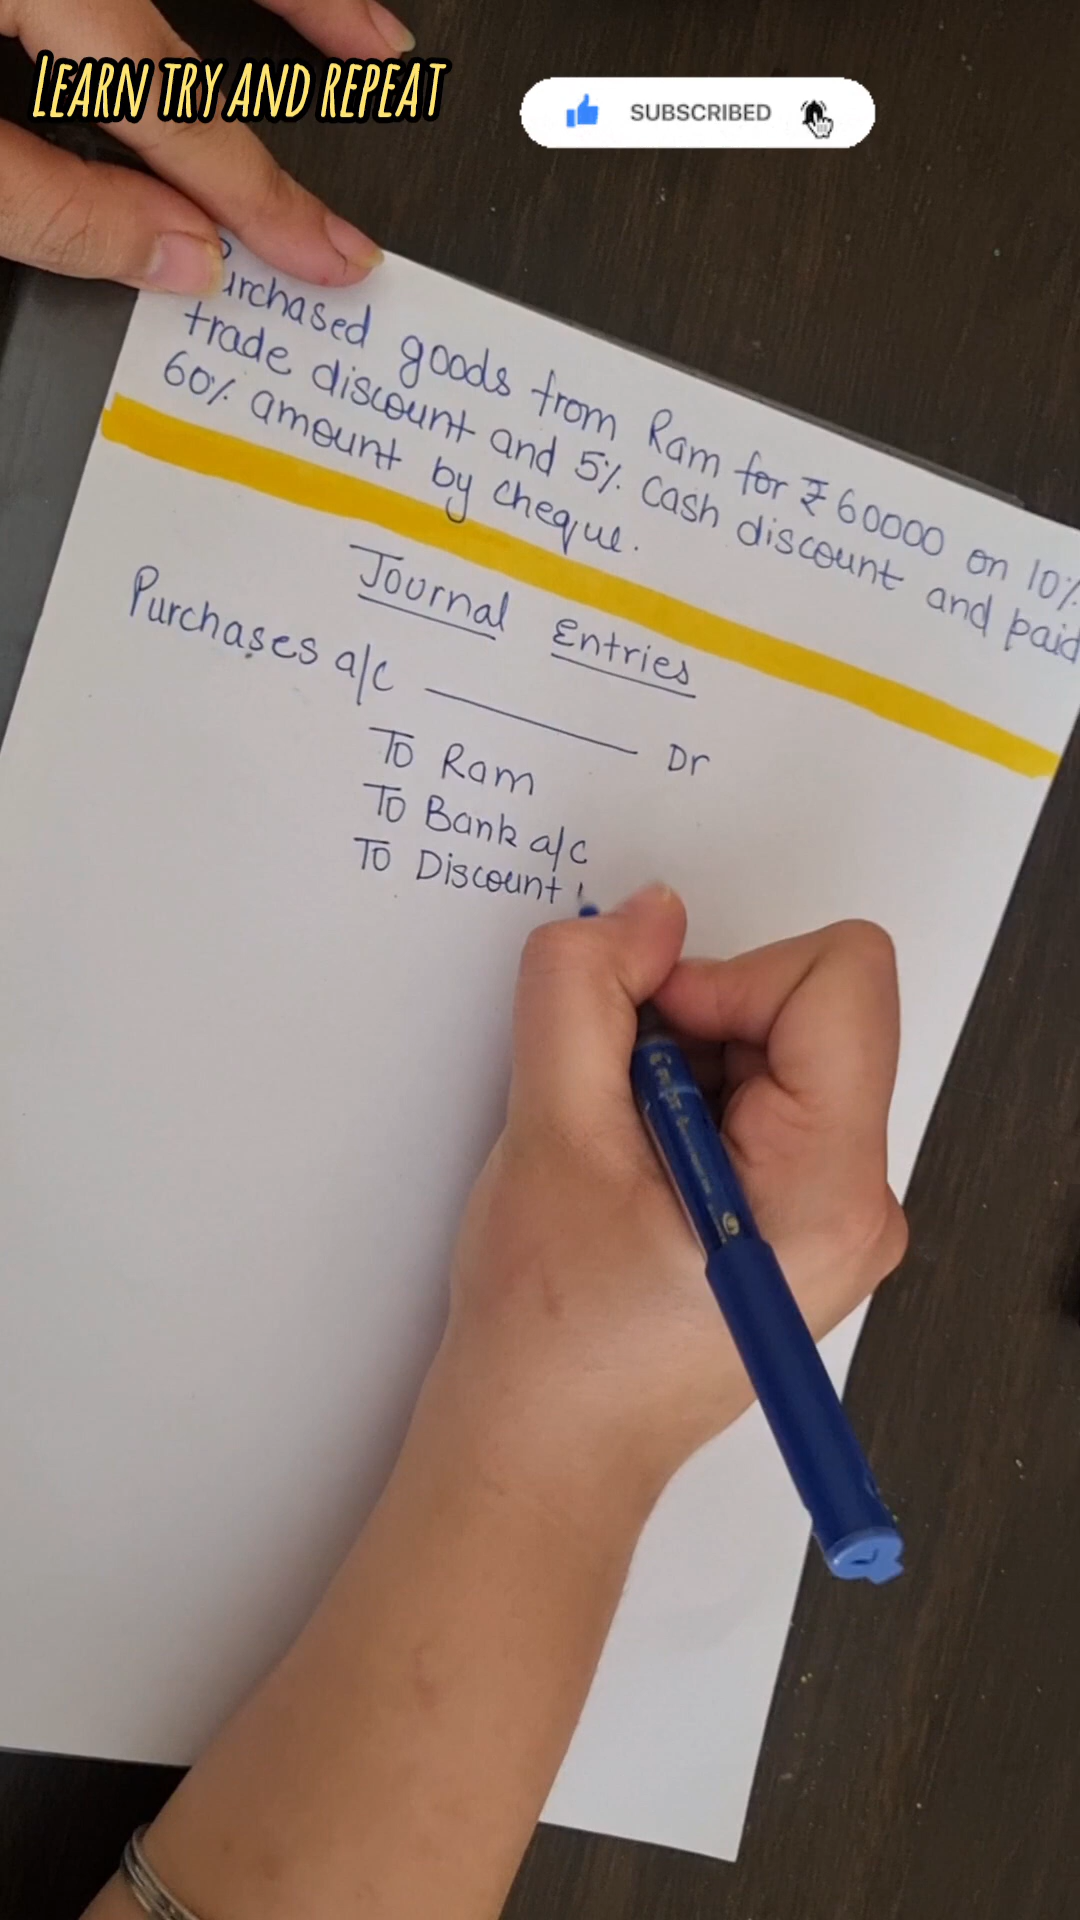 LEARN TRY AND REPEAT
SUBSCRIBED
Purchased goods from Ram for ₹60000 on 10%
trade discount and 5% Cash discount and paid
60% amount by cheque.
Journal Entries
Purchases a/c ——— Dr
To Ram
To Bank a/c
To Discount